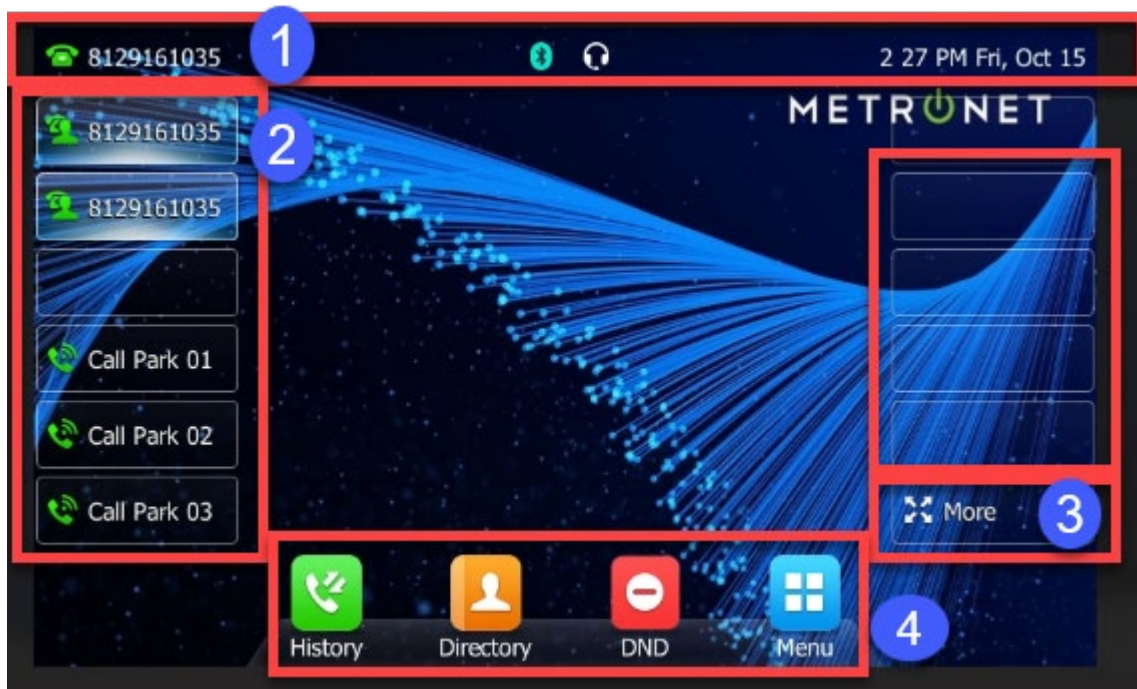 8129161035
1
2 27 PM Fri, Oct 15
METRONET
8129161035
2
8129161035
Call Park 01
Call Park 02
Call Park 03
More
3
History
Directory
DND
Menu
4